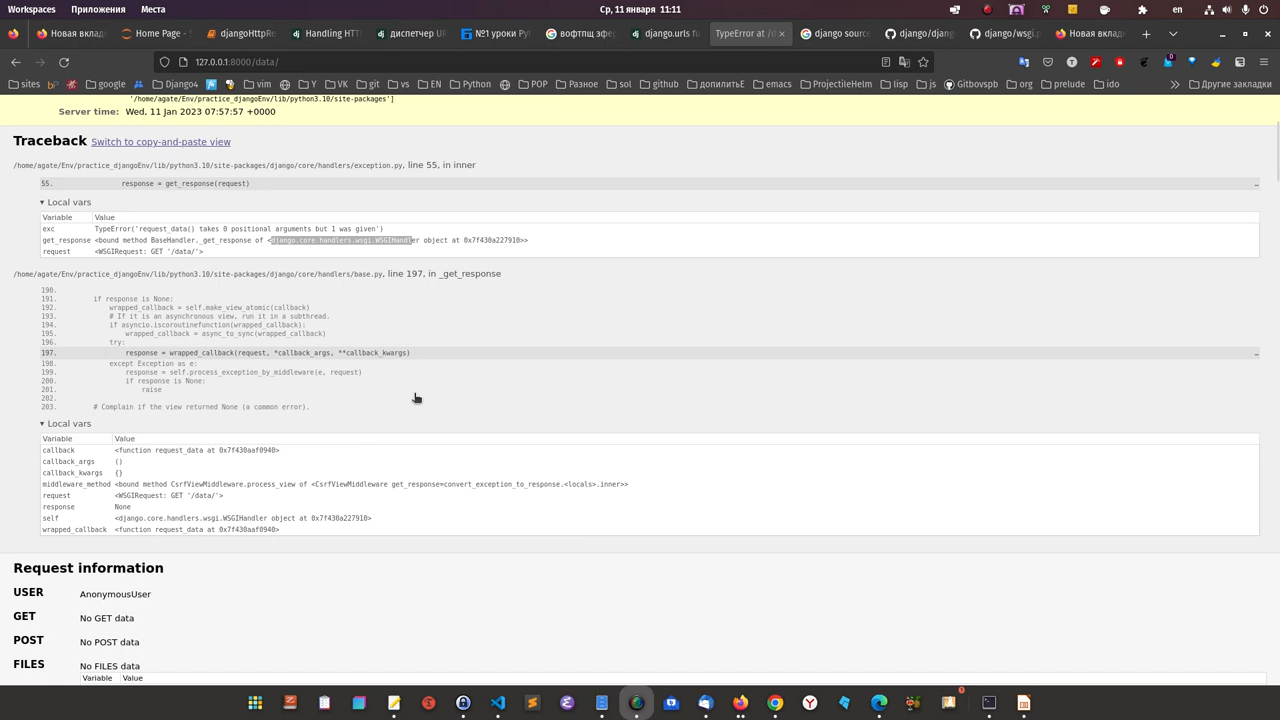 Workspaces Приложения Места Ср, 11 января 11:11 en
Новая вклад Home Page - djangoHttpRe Handling HTT диспетчер UR №1 уроки Py вофтпщ зфе django.urls fu TypeError at /d django source django/djang django/wsgi.p Новая вклад
127.0.0.1:8000/data/
sites b google Django V VK git vs EN POP Разное src github допилитьЕ emacs ProjectileHelm lisp js Gitbovspb org prelude ido Другие закладки
'/home/agate/Env/practice_djangoEnv/lib/python3.10/site-packages']
Server time: Wed, 11 Jan 2023 07:57:57 +0000
Traceback Switch to copy-and-paste view
/home/agate/Env/practice_djangoEnv/lib/python3.10/site-packages/django/core/handlers/exception.py, line 55, in inner
55. response = get_response(request) …
▼ Local vars
Variable Value
exc TypeError('request_data() takes 0 positional arguments but 1 was given')
get_response <bound method BaseHandler._get_response of <django.core.handlers.wsgi.WSGIHandler object at 0x7f430a227910>>
request <WSGIRequest: GET '/data/'>
/home/agate/Env/practice_djangoEnv/lib/python3.10/site-packages/django/core/handlers/base.py, line 197, in _get_response
190.
191. if response is None:
192. wrapped_callback = self.make_view_atomic(callback)
193. # If it is an asynchronous view, run it in a subthread.
194. if asyncio.iscoroutinefunction(wrapped_callback):
195. wrapped_callback = async_to_sync(wrapped_callback)
196. try:
197. response = wrapped_callback(request, *callback_args, **callback_kwargs) …
198. except Exception as e:
199. response = self.process_exception_by_middleware(e, request)
200. if response is None:
201. raise
202.
203. # Complain if the view returned None (a common error).
▼ Local vars
Variable Value
callback <function request_data at 0x7f430aaf0940>
callback_args ()
callback_kwargs {}
middleware_method <bound method CsrfViewMiddleware.process_view of <CsrfViewMiddleware get_response=convert_exception_to_response.<locals>.inner>>
request <WSGIRequest: GET '/data/'>
response None
self <django.core.handlers.wsgi.WSGIHandler object at 0x7f430a227910>
wrapped_callback <function request_data at 0x7f430aaf0940>
Request information
USER AnonymousUser
GET No GET data
POST No POST data
FILES No FILES data
Variable Value